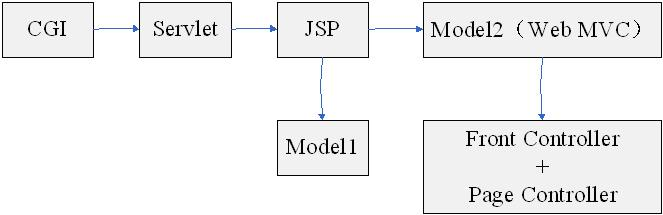 CGI
Servlet
JSP
Model2（Web MVC）
Model1
Front Controller
+
Page Controller